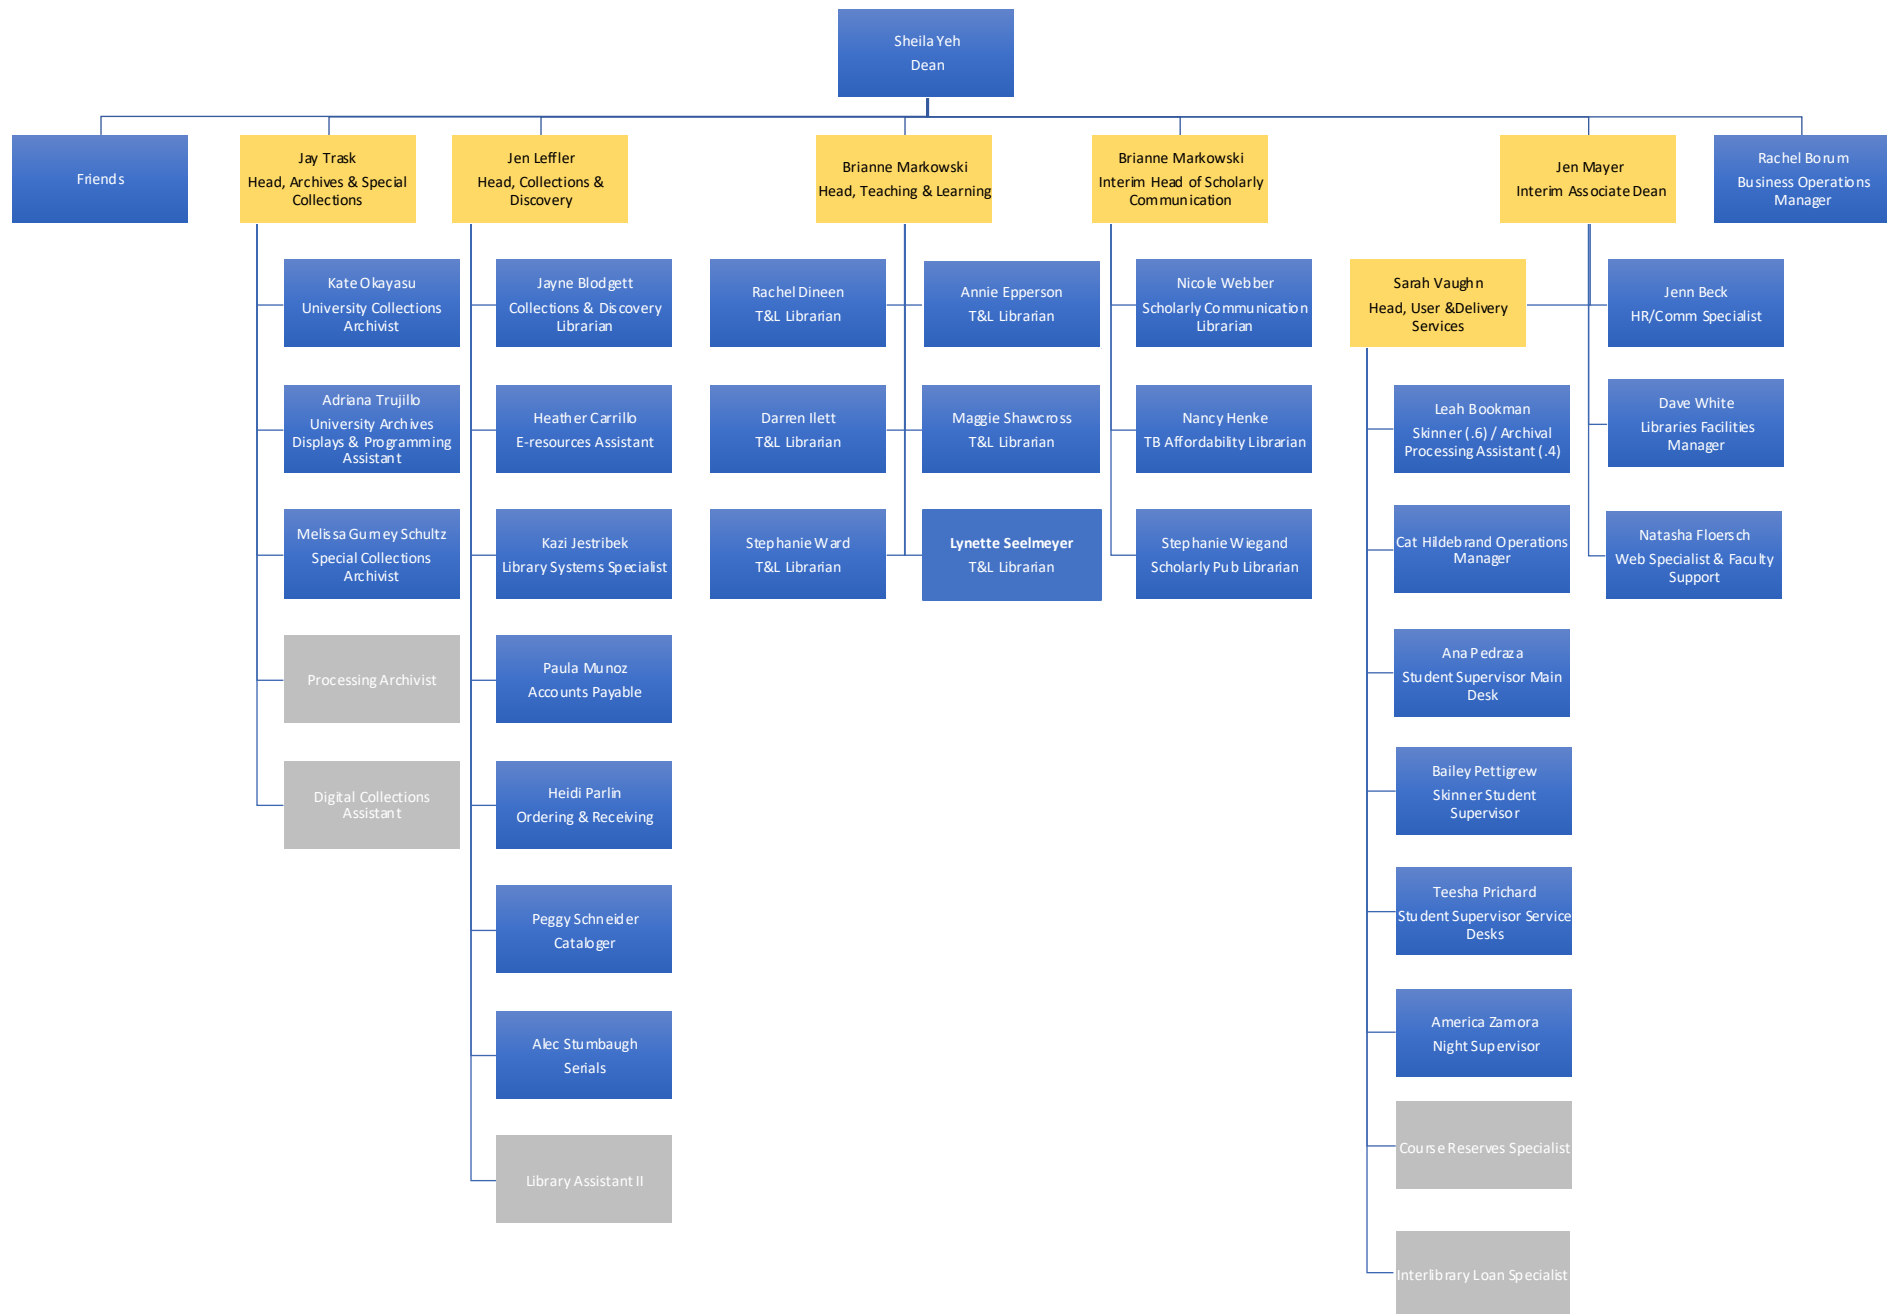 Sheila Yeh
Dean
Friends
Jay Trask
Head, Archives & Special
Collections
Jen Leffler
Head, Collections &
Discovery
Brianne Markowski
Head, Teaching & Learning
Brianne Markowski
Interim Head of Scholarly
Communication
Jen Mayer
Interim Associate Dean
Rachel Borum
Business Operations
Manager
Kate Okayasu
University Collections
Archivist
Adriana Trujillo
University Archives
Displays & Programming
Assistant
Melissa Gurney Schultz
Special Collections
Archivist
Processing Archivist
Digital Collections
Assistant
Jayne Blodgett
Collections & Discovery
Librarian
Heather Carrillo
E-resources Assistant
Kazi Jestribek
Library Systems Specialist
Paula Munoz
Accounts Payable
Heidi Parlin
Ordering & Receiving
Peggy Schneider
Cataloger
Alec Stumbaugh
Serials
Library Assistant II
Rachel Dineen
T&L Librarian
Annie Epperson
T&L Librarian
Darren Ilett
T&L Librarian
Maggie Shawcross
T&L Librarian
Stephanie Ward
T&L Librarian
Lynette Seelmeyer
T&L Librarian
Nicole Webber
Scholarly Communication
Librarian
Nancy Henke
TB Affordability Librarian
Stephanie Wiegand
Scholarly Pub Librarian
Sarah Vaughn
Head, User &Delivery
Services
Leah Bookman
Skinner (.6) / Archival
Processing Assistant (.4)
Cat Hildebrand Operations
Manager
Ana Pedraza
Student Supervisor Main
Desk
Bailey Pettigrew
Skinner Student
Supervisor
Teesha Prichard
Student Supervisor Service
Desks
America Zamora
Night Supervisor
Course Reserves Specialist
Interlibrary Loan Specialist
Jenn Beck
HR/Comm Specialist
Dave White
Libraries Facilities
Manager
Natasha Floersch
Web Specialist & Faculty
Support